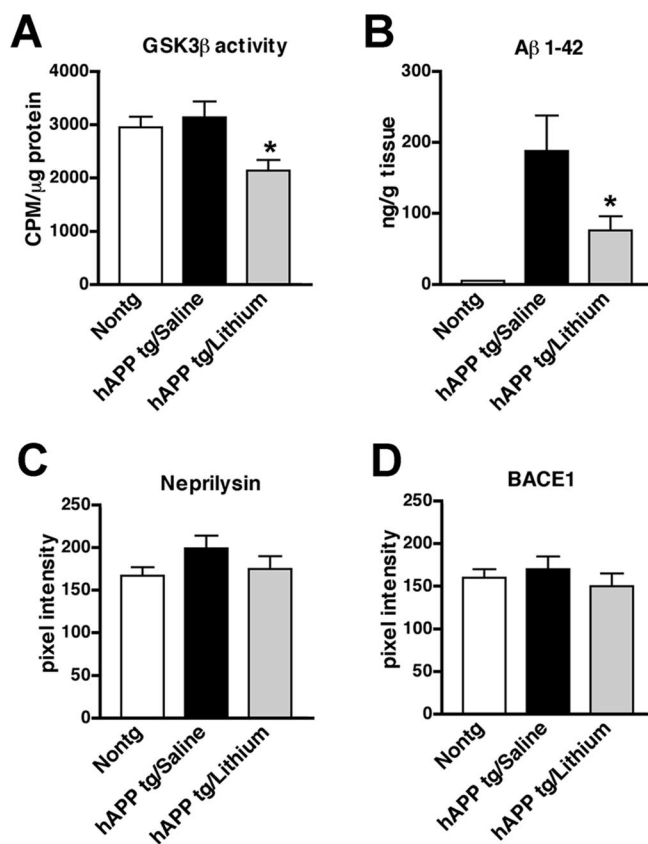 A
GSK3β activity
CPM/μg protein
4000
3000
2000
1000
0
*
Nontg
hAPP tg/Saline
hAPP tg/Lithium
B
Aβ 1-42
ng/g tissue
300
200
100
0
*
Nontg
hAPP tg/Saline
hAPP tg/Lithium
C
Neprilysin
pixel intensity
250
200
150
100
50
0
Nontg
hAPP tg/Saline
hAPP tg/Lithium
D
BACE1
pixel intensity
250
200
150
100
50
0
Nontg
hAPP tg/Saline
hAPP tg/Lithium